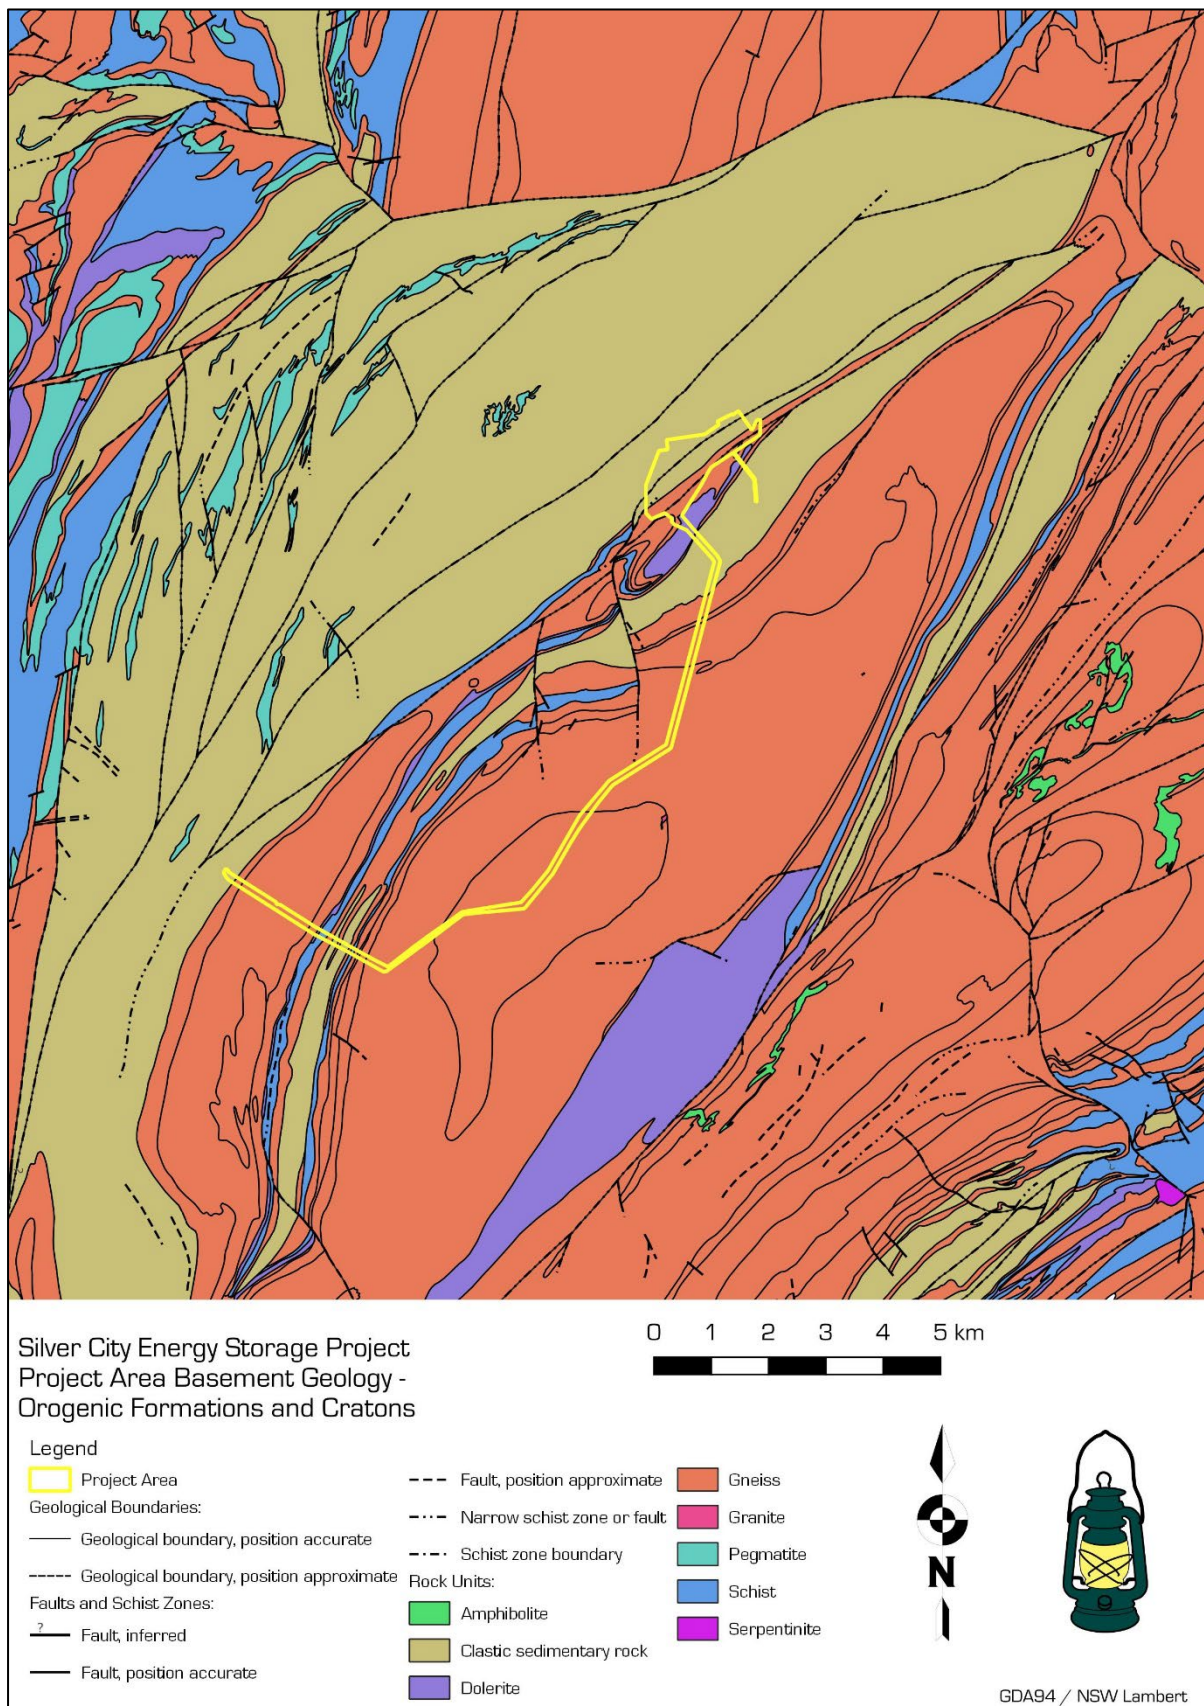 0 1 2 3 4 5 km
Silver City Energy Storage Project
Project Area Basement Geology -
Orogenic Formations and Cratons
Legend
Project Area
Geological Boundaries:
Geological boundary, position accurate
Geological boundary, position approximate
Faults and Schist Zones:
?
Fault, inferred
Fault, position accurate
Fault, position approximate
Narrow schist zone or fault
Schist zone boundary
Rock Units:
Amphibolite
Clastic sedimentary rock
Dolerite
Gneiss
Granite
Pegmatite
Schist
Serpentinite
N
GDA94 / NSW Lambert